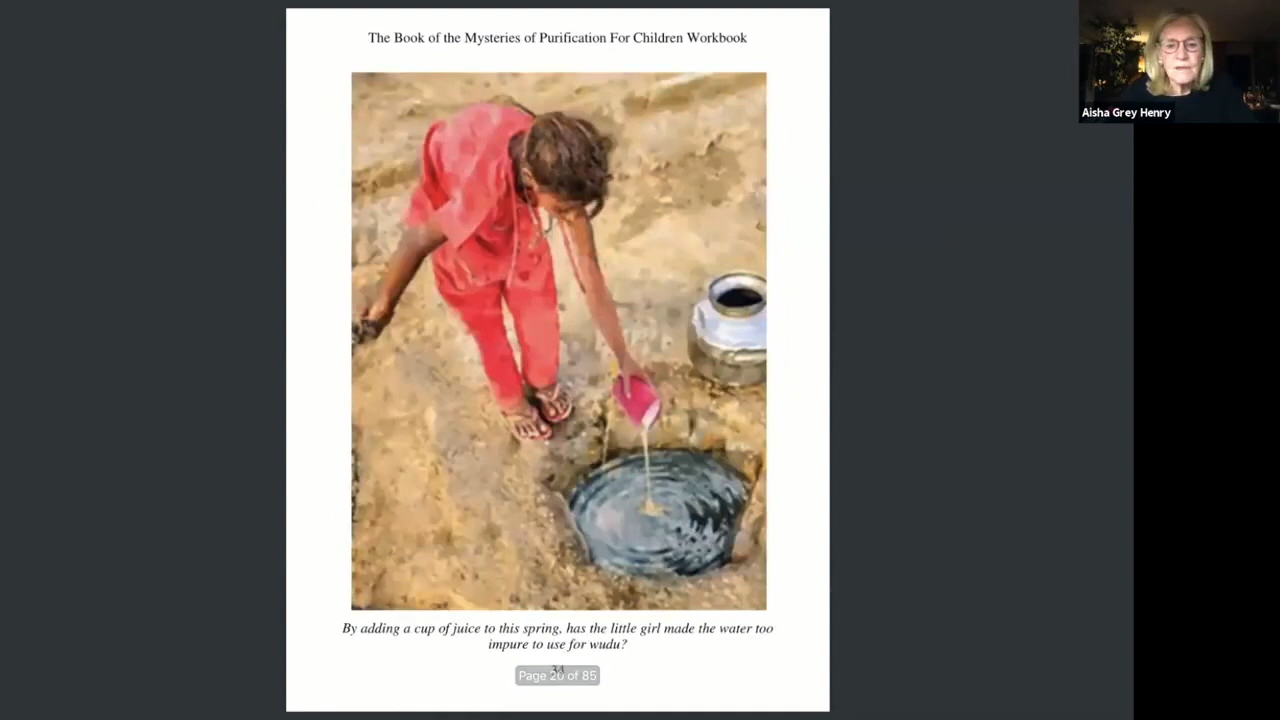 The Book of the Mysteries of Purification For Children Workbook
Aisha Grey Henry
By adding a cup of juice to this spring, has the little girl made the water too
impure to use for wudu?
Page 20 of 85